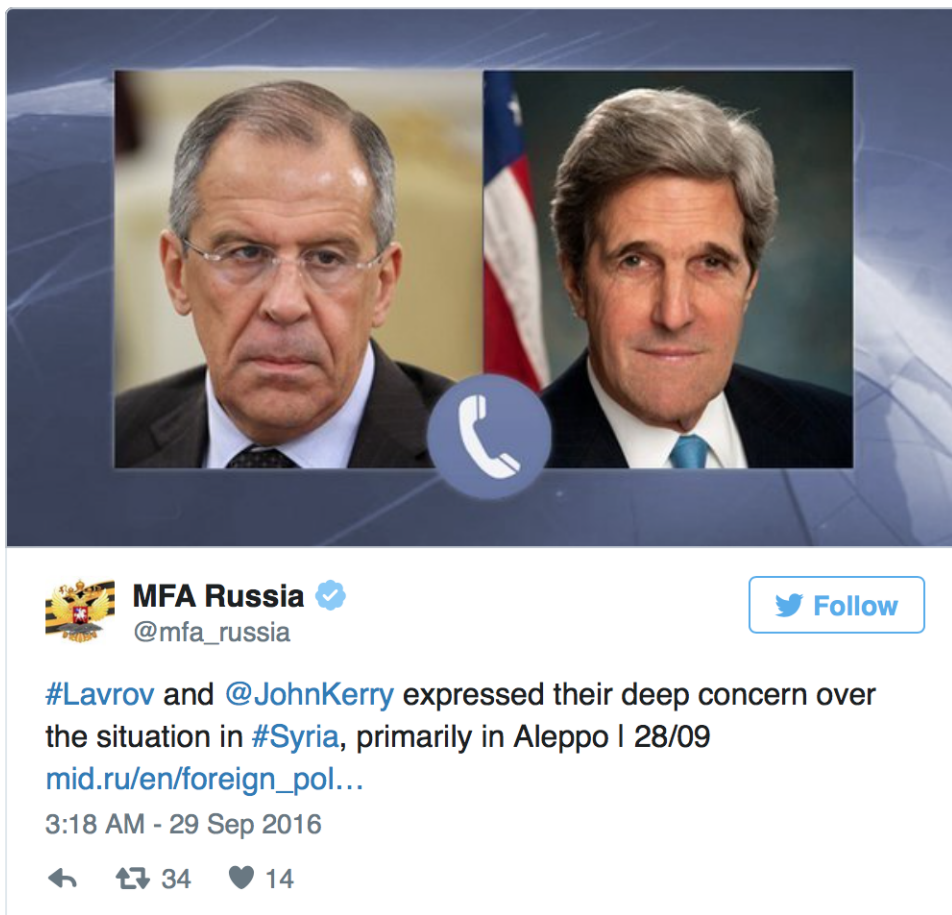 MFA Russia
@mfa_russia
Follow
#Lavrov and @JohnKerry expressed their deep concern over
the situation in #Syria, primarily in Aleppo | 28/09
mid.ru/en/foreign_pol…
3:18 AM - 29 Sep 2016
34 14